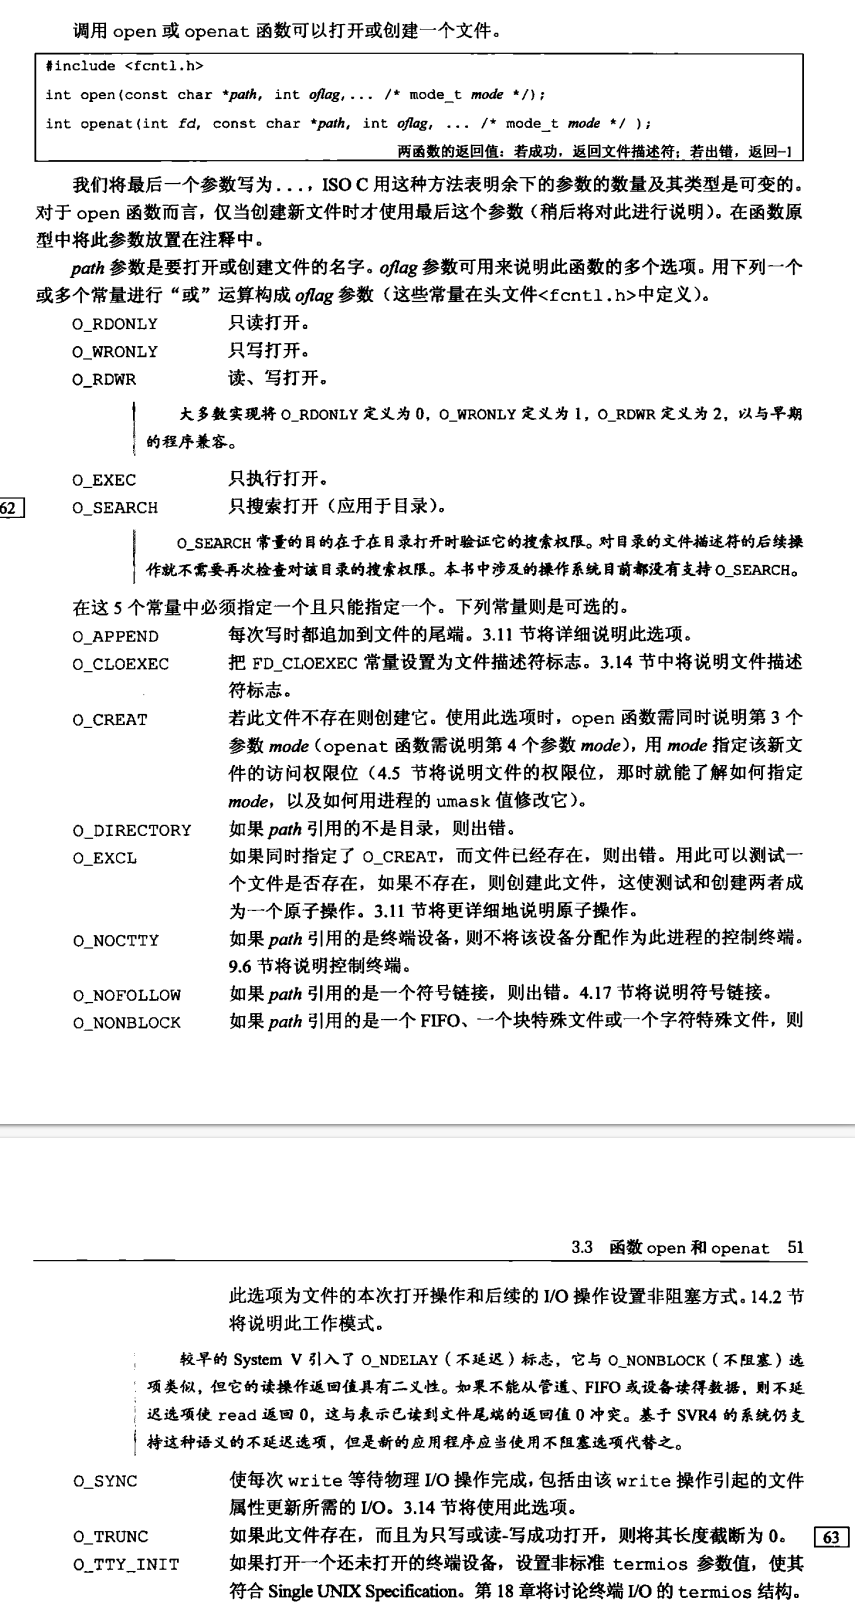 调用 open 或 openat 函数可以打开或创建一个文件。
#include <fcntl.h>
int open(const char *path, int oflag,... /* mode_t mode */);
int openat(int fd, const char *path, int oflag, ... /* mode_t mode */ );
两函数的返回值：若成功，返回文件描述符；若出错，返回−1
我们将最后一个参数写为...，ISO C 用这种方法表明余下的参数的数量及其类型是可变的。
对于 open 函数而言，仅当创建新文件时才使用最后这个参数（稍后将对此进行说明）。在函数原
型中将此参数放置在注释中。
path 参数是要打开或创建文件的名字。oflag 参数可用来说明此函数的多个选项。用下列一个
或多个常量进行“或”运算构成 oflag 参数（这些常量在头文件<fcntl.h>中定义）。
O_RDONLY 只读打开。
O_WRONLY 只写打开。
O_RDWR 读、写打开。
大多数实现将 O_RDONLY 定义为 0，O_WRONLY 定义为 1，O_RDWR 定义为 2，以与早期
的程序兼容。
O_EXEC 只执行打开。
62 O_SEARCH 只搜索打开（应用于目录）。
O_SEARCH 常量的目的在于在目录打开时验证它的搜索权限。对目录的文件描述符的后续操
作就不需要再次检查对该目录的搜索权限。本书中涉及的操作系统目前都没有支持 O_SEARCH。
在这 5 个常量中必须指定一个且只能指定一个。下列常量则是可选的。
O_APPEND 每次写时都追加到文件的尾端。3.11 节将详细说明此选项。
O_CLOEXEC 把 FD_CLOEXEC 常量设置为文件描述符标志。3.14 节中将说明文件描述
符标志。
O_CREAT 若此文件不存在则创建它。使用此选项时，open 函数需同时说明第 3 个
参数 mode（openat 函数需说明第 4 个参数 mode），用 mode 指定该新文
件的访问权限位（4.5 节将说明文件的权限位，那时就能了解如何指定
mode，以及如何用进程的 umask 值修改它）。
O_DIRECTORY 如果 path 引用的不是目录，则出错。
O_EXCL 如果同时指定了 O_CREAT，而文件已经存在，则出错。用此可以测试一
个文件是否存在，如果不存在，则创建此文件，这使测试和创建两者成
为一个原子操作。3.11 节将更详细地说明原子操作。
O_NOCTTY 如果 path 引用的是终端设备，则不将该设备分配作为此进程的控制终端。
9.6 节将说明控制终端。
O_NOFOLLOW 如果 path 引用的是一个符号链接，则出错。4.17 节将说明符号链接。
O_NONBLOCK 如果 path 引用的是一个 FIFO、一个块特殊文件或一个字符特殊文件，则
3.3 函数 open 和 openat 51
此选项为文件的本次打开操作和后续的 I/O 操作设置非阻塞方式。14.2 节
将说明此工作模式。
较早的 System V 引入了 O_NDELAY（不延迟）标志，它与 O_NONBLOCK（不阻塞）选
项类似，但它的读操作返回值具有二义性。如果不能从管道、FIFO 或设备读得数据，则不延
迟选项使 read 返回 0，这与表示已读到文件尾端的返回值 0 冲突。基于 SVR4 的系统仍支
持这种语义的不延迟选项，但是新的应用程序应当使用不阻塞选项代替之。
O_SYNC 使每次 write 等待物理 I/O 操作完成，包括由该 write 操作引起的文件
属性更新所需的 I/O。3.14 节将使用此选项。
O_TRUNC 如果此文件存在，而且为只写或读-写成功打开，则将其长度截断为 0。 63
O_TTY_INIT 如果打开一个还未打开的终端设备，设置非标准 termios 参数值，使其
符合 Single UNIX Specification。第 18 章将讨论终端 I/O 的 termios 结构。